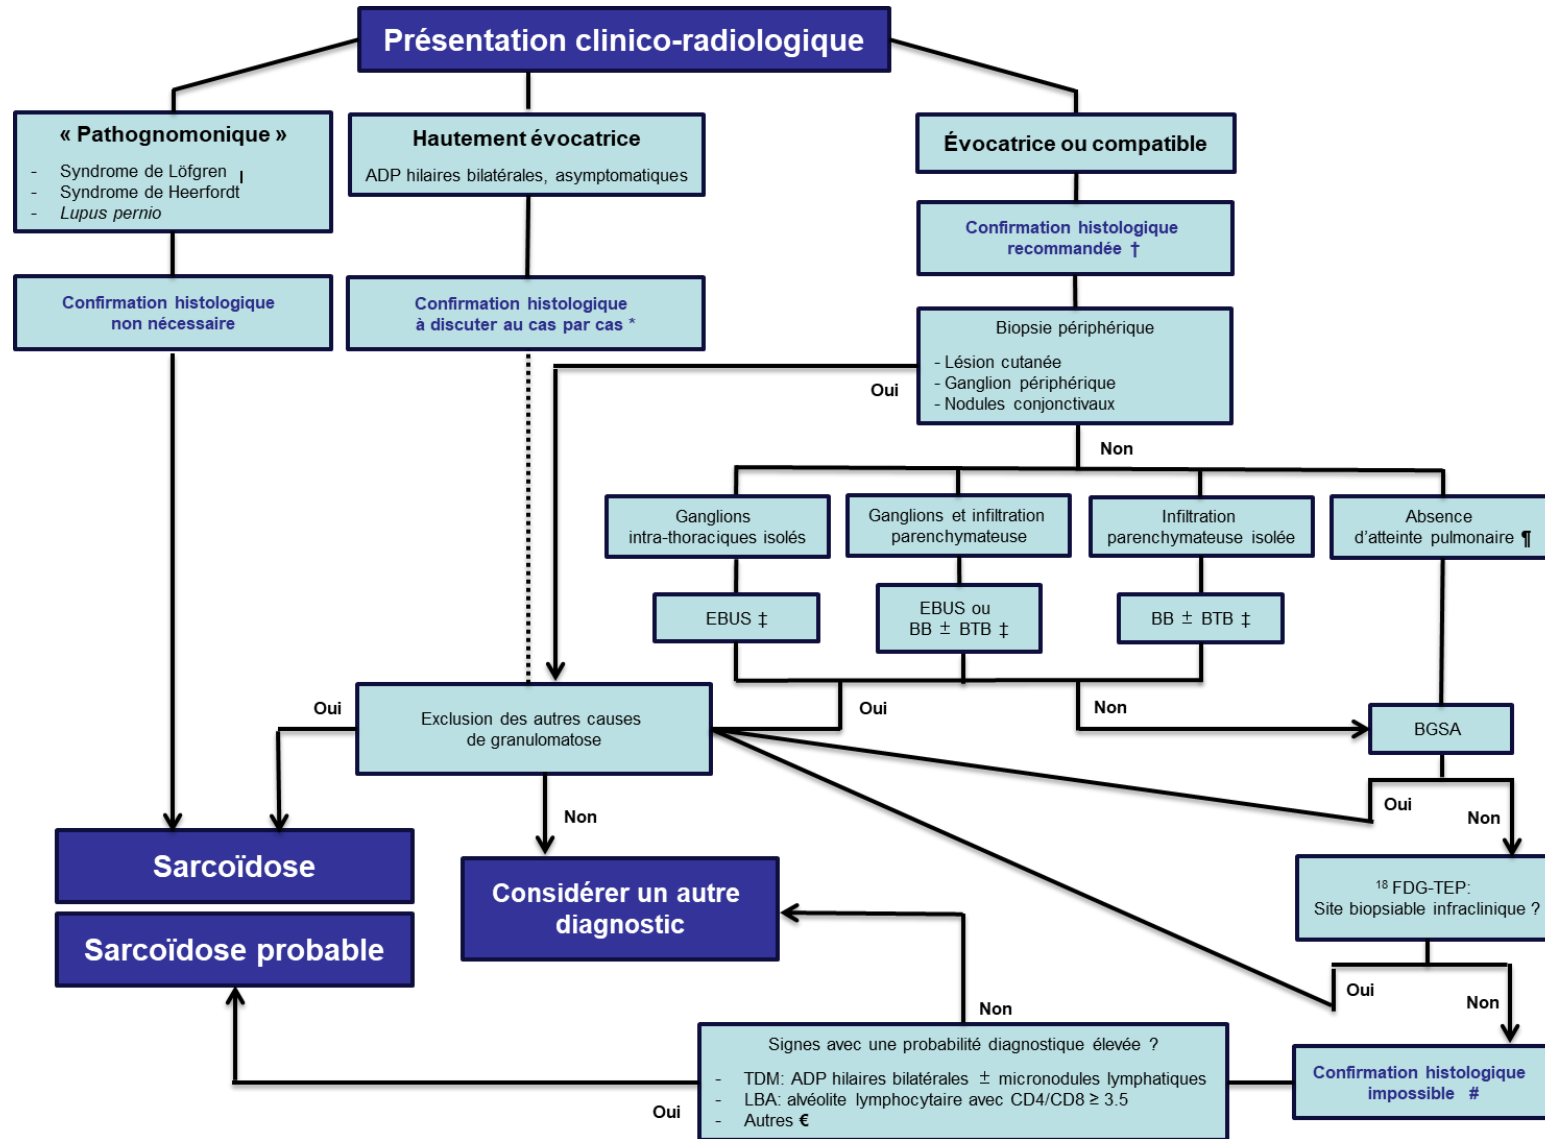 Présentation clinico-radiologique
« Pathognomonique »
- Syndrome de Löfgren
- Syndrome de Heerfordt
- Lupus pernio
Hautement évocatrice
ADP hilaires bilatérales, asymptomatiques
Évocatrice ou compatible
Confirmation histologique
recommandée †
Confirmation histologique
non nécessaire
Confirmation histologique
à discuter au cas par cas *
Biopsie périphérique
- Lésion cutanée
- Ganglion périphérique
- Nodules conjonctivaux
Oui
Non
Ganglions
intra-thoraciques isolés
Ganglions et infiltration
parenchymateuse
Infiltration
parenchymateuse isolée
Absence
d’atteinte pulmonaire ¶
EBUS ‡
EBUS ou
BB ± BTB ‡
BB ± BTB ‡
Oui
Exclusion des autres causes
de granulomatose
Oui
Non
BGSA
Non
Oui
Non
Sarcoïdose
Considérer un autre
diagnostic
18 FDG-TEP:
Site biopsiable infraclinique ?
Sarcoïdose probable
Oui
Non
Non
Signes avec une probabilité diagnostique élevée ?
- TDM: ADP hilaires bilatérales ± micronodules lymphatiques
- LBA: alvéolite lymphocytaire avec CD4/CD8 ≥ 3.5
- Autres €
Oui
Confirmation histologique
impossible #